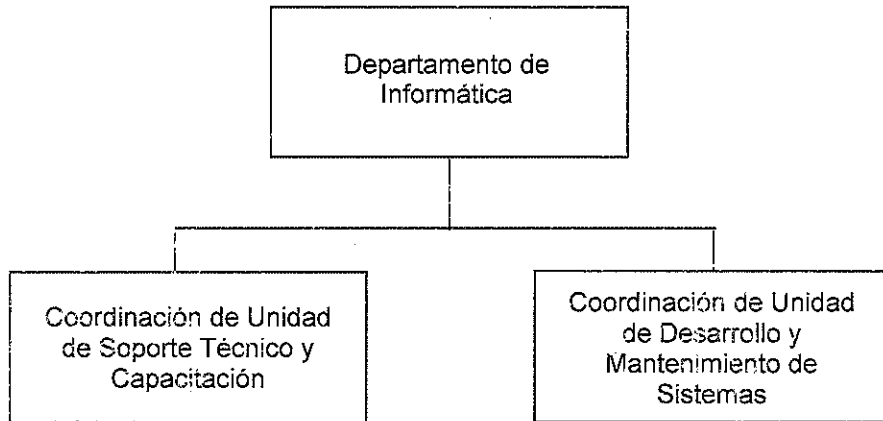 Departamento de
Informática
Coordinación de Unidad
de Soporte Técnico y
Capacitación
Coordinación de Unidad
de Desarrollo y
Mantenimiento de
Sistemas